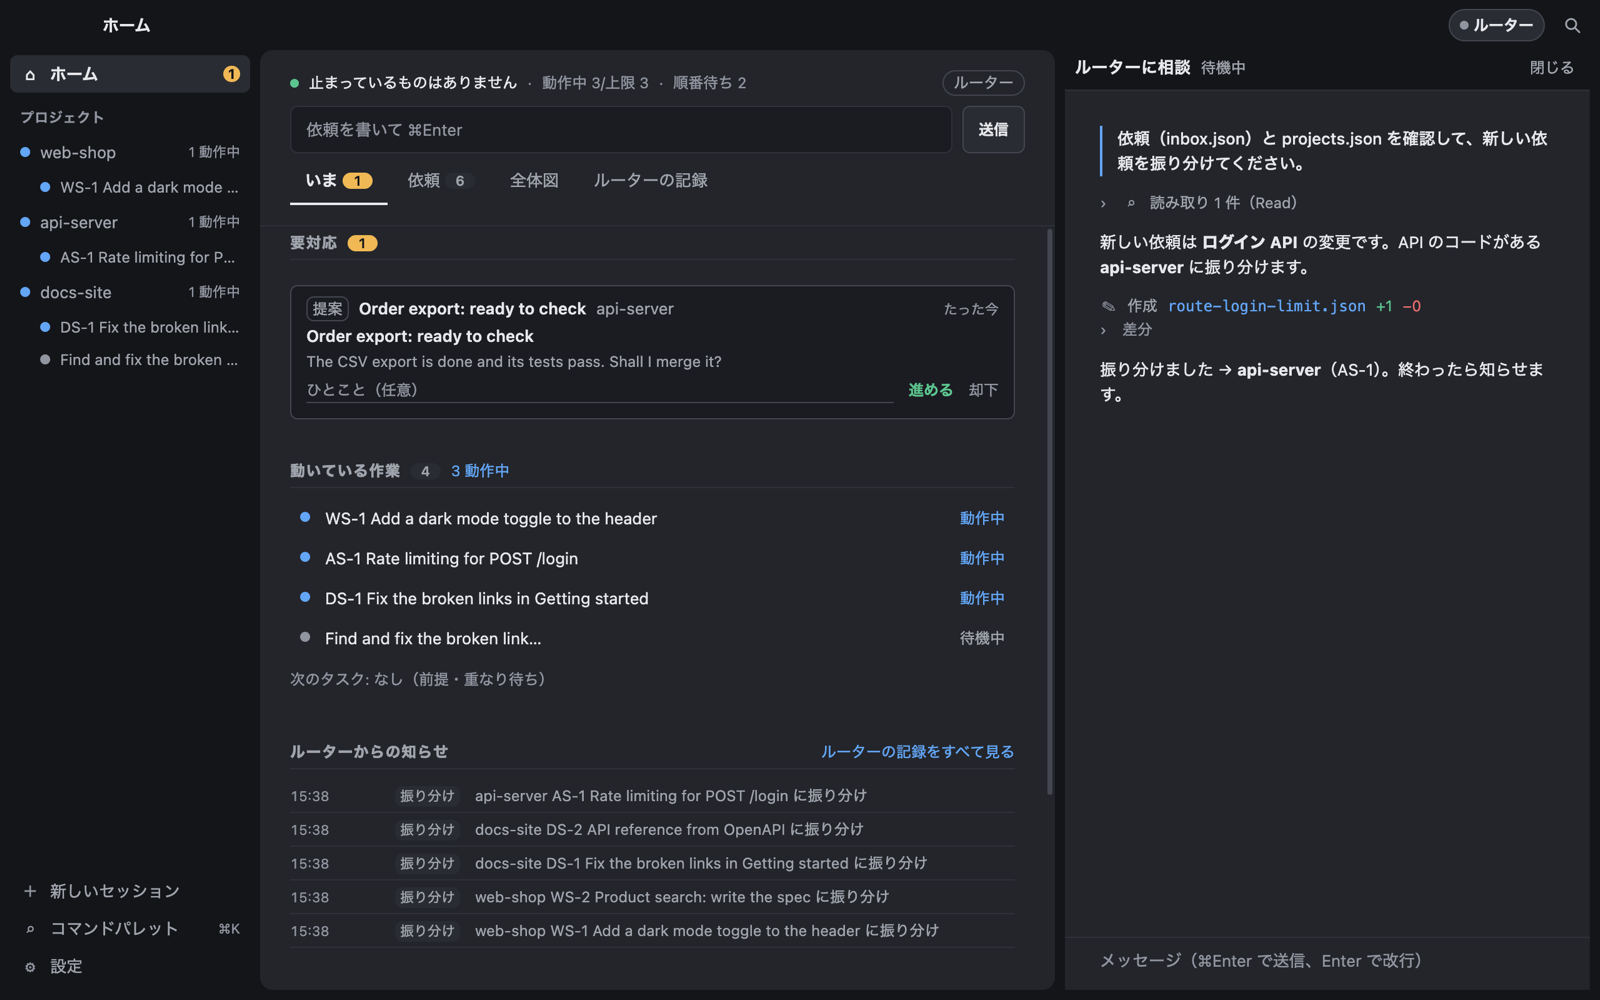 ホーム
ルーター
ホーム 1
プロジェクト
web-shop 1 動作中
WS-1 Add a dark mode ...
api-server 1 動作中
AS-1 Rate limiting for P...
docs-site 1 動作中
DS-1 Fix the broken link...
Find and fix the broken ...
新しいセッション
コマンドパレット ⌘K
設定
止まっているものはありません · 動作中 3/上限 3 · 順番待ち 2 ルーター
依頼を書いて ⌘Enter 送信
いま 1 依頼 6 全体図 ルーターの記録
要対応 1
提案 Order export: ready to check api-server たった今
Order export: ready to check
The CSV export is done and its tests pass. Shall I merge it?
ひとこと（任意） 進める 却下
動いている作業 4 3 動作中
WS-1 Add a dark mode toggle to the header 動作中
AS-1 Rate limiting for POST /login 動作中
DS-1 Fix the broken links in Getting started 動作中
Find and fix the broken link... 待機中
次のタスク: なし（前提・重なり待ち）
ルーターからの知らせ ルーターの記録をすべて見る
15:38 振り分け api-server AS-1 Rate limiting for POST /login に振り分け
15:38 振り分け docs-site DS-2 API reference from OpenAPI に振り分け
15:38 振り分け docs-site DS-1 Fix the broken links in Getting started に振り分け
15:38 振り分け web-shop WS-2 Product search: write the spec に振り分け
15:38 振り分け web-shop WS-1 Add a dark mode toggle to the header に振り分け
ルーターに相談 待機中 閉じる
依頼（inbox.json）と projects.json を確認して、新しい依
頼を振り分けてください。
› 読み取り 1 件（Read）
新しい依頼は ログイン API の変更です。API のコードがある
api-server に振り分けます。
✎ 作成 route-login-limit.json +1 −0
› 差分
振り分けました → api-server（AS-1）。終わったら知らせま
す。
メッセージ（⌘Enter で送信、Enter で改行）